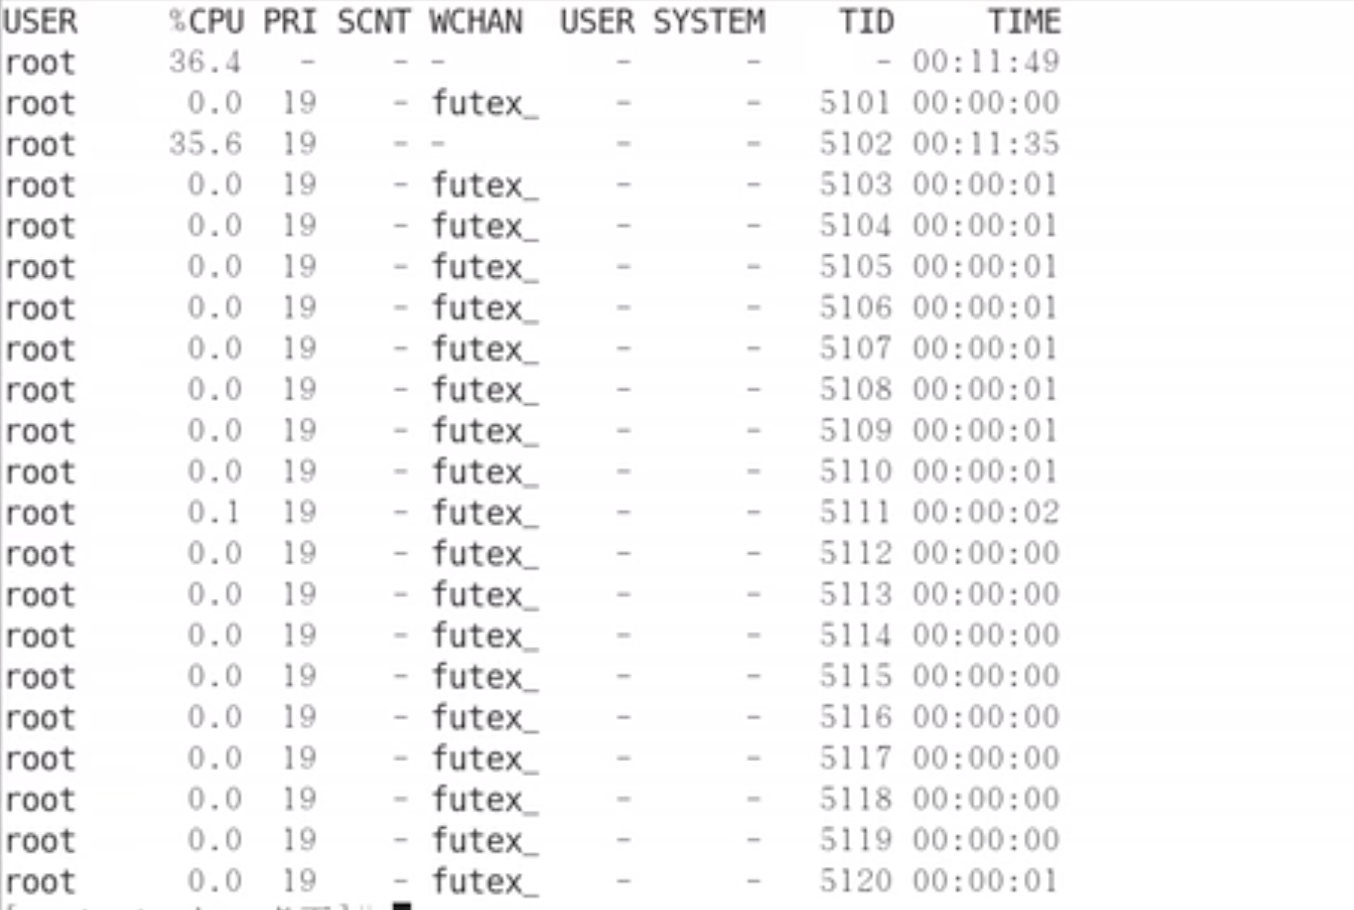 USER %CPU PRI SCNT WCHAN USER SYSTEM TID TIME
root 36.4 - - - - - - 00:11:49
root 0.0 19 - futex_ - - 5101 00:00:00
root 35.6 19 - - - - 5102 00:11:35
root 0.0 19 - futex_ - - 5103 00:00:01
root 0.0 19 - futex_ - - 5104 00:00:01
root 0.0 19 - futex_ - - 5105 00:00:01
root 0.0 19 - futex_ - - 5106 00:00:01
root 0.0 19 - futex_ - - 5107 00:00:01
root 0.0 19 - futex_ - - 5108 00:00:01
root 0.0 19 - futex_ - - 5109 00:00:01
root 0.0 19 - futex_ - - 5110 00:00:01
root 0.1 19 - futex_ - - 5111 00:00:02
root 0.0 19 - futex_ - - 5112 00:00:00
root 0.0 19 - futex_ - - 5113 00:00:00
root 0.0 19 - futex_ - - 5114 00:00:00
root 0.0 19 - futex_ - - 5115 00:00:00
root 0.0 19 - futex_ - - 5116 00:00:00
root 0.0 19 - futex_ - - 5117 00:00:00
root 0.0 19 - futex_ - - 5118 00:00:00
root 0.0 19 - futex_ - - 5119 00:00:00
root 0.0 19 - futex_ - - 5120 00:00:01